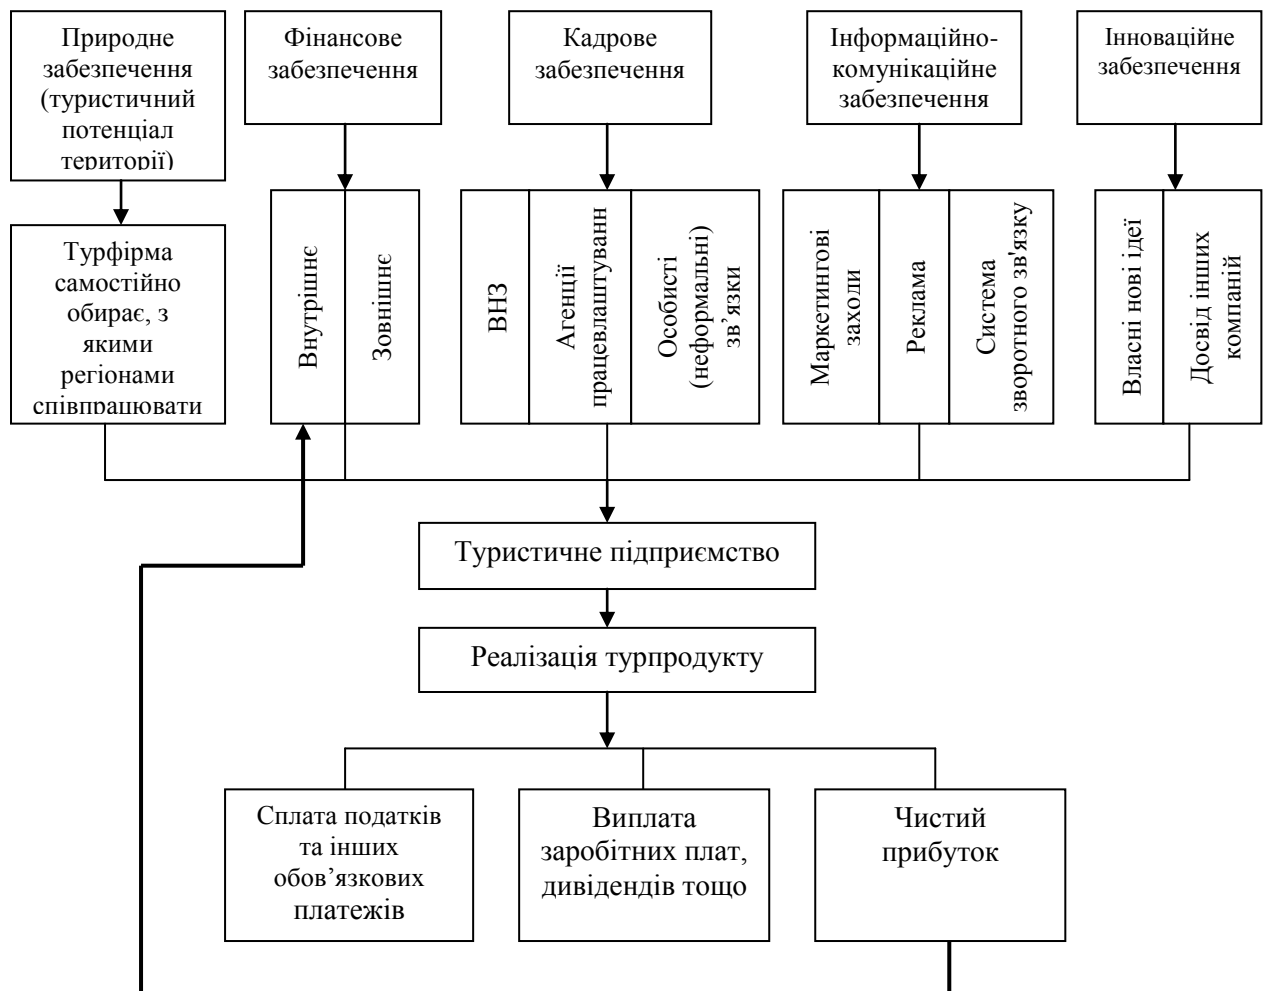 Природне
забезпечення
(туристичний
потенціал
території)
Фінансове
забезпечення
Кадрове
забезпечення
Інформаційно-
комунікаційне
забезпечення
Інноваційне
забезпечення
Турфірма
самостійно
обирає, з
якими
регіонами
співпрацювати
Внутрішнє
Зовнішнє
ВНЗ
Агенції
працевлаштуванн
Особисті
(неформальні)
зв’язки
Маркетингові
заходи
Реклама
Система
зворотного зв'язку
Власні нові ідеї
Досвід інших
компаній
Туристичне підприємство
Реалізація турпродукту
Сплата податків
та інших
обов’язкових
платежів
Виплата
заробітних плат,
дивідендів тощо
Чистий
прибуток